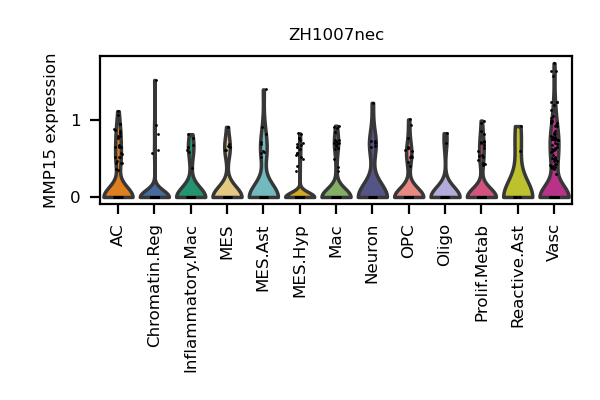 ZH1007nec
MMP15 expression
1
0
AC
Chromatin.Reg
Inflammatory.Mac
MES
MES.Ast
MES.Hyp
Mac
Neuron
OPC
Oligo
Prolif.Metab
Reactive.Ast
Vasc